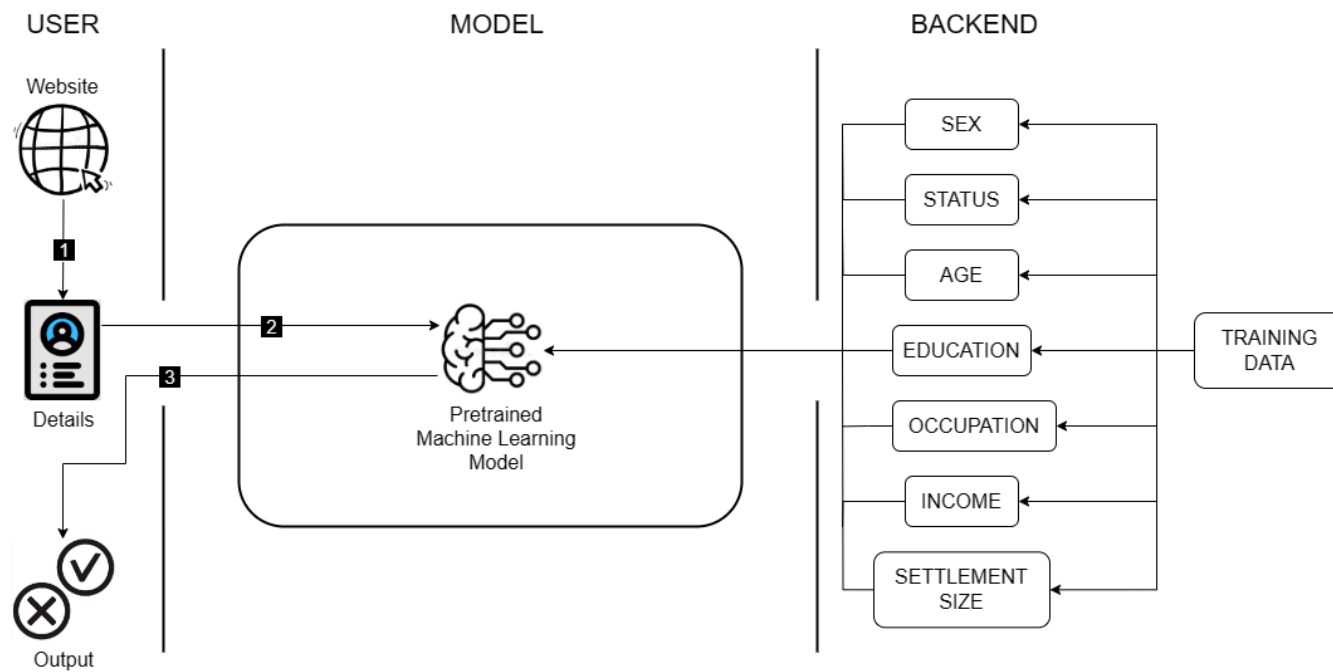 USER
MODEL
BACKEND
Website
1
Details
2
3
Output
Pretrained
Machine Learning
Model
SEX
STATUS
AGE
EDUCATION
OCCUPATION
INCOME
SETTLEMENT
SIZE
TRAINING
DATA